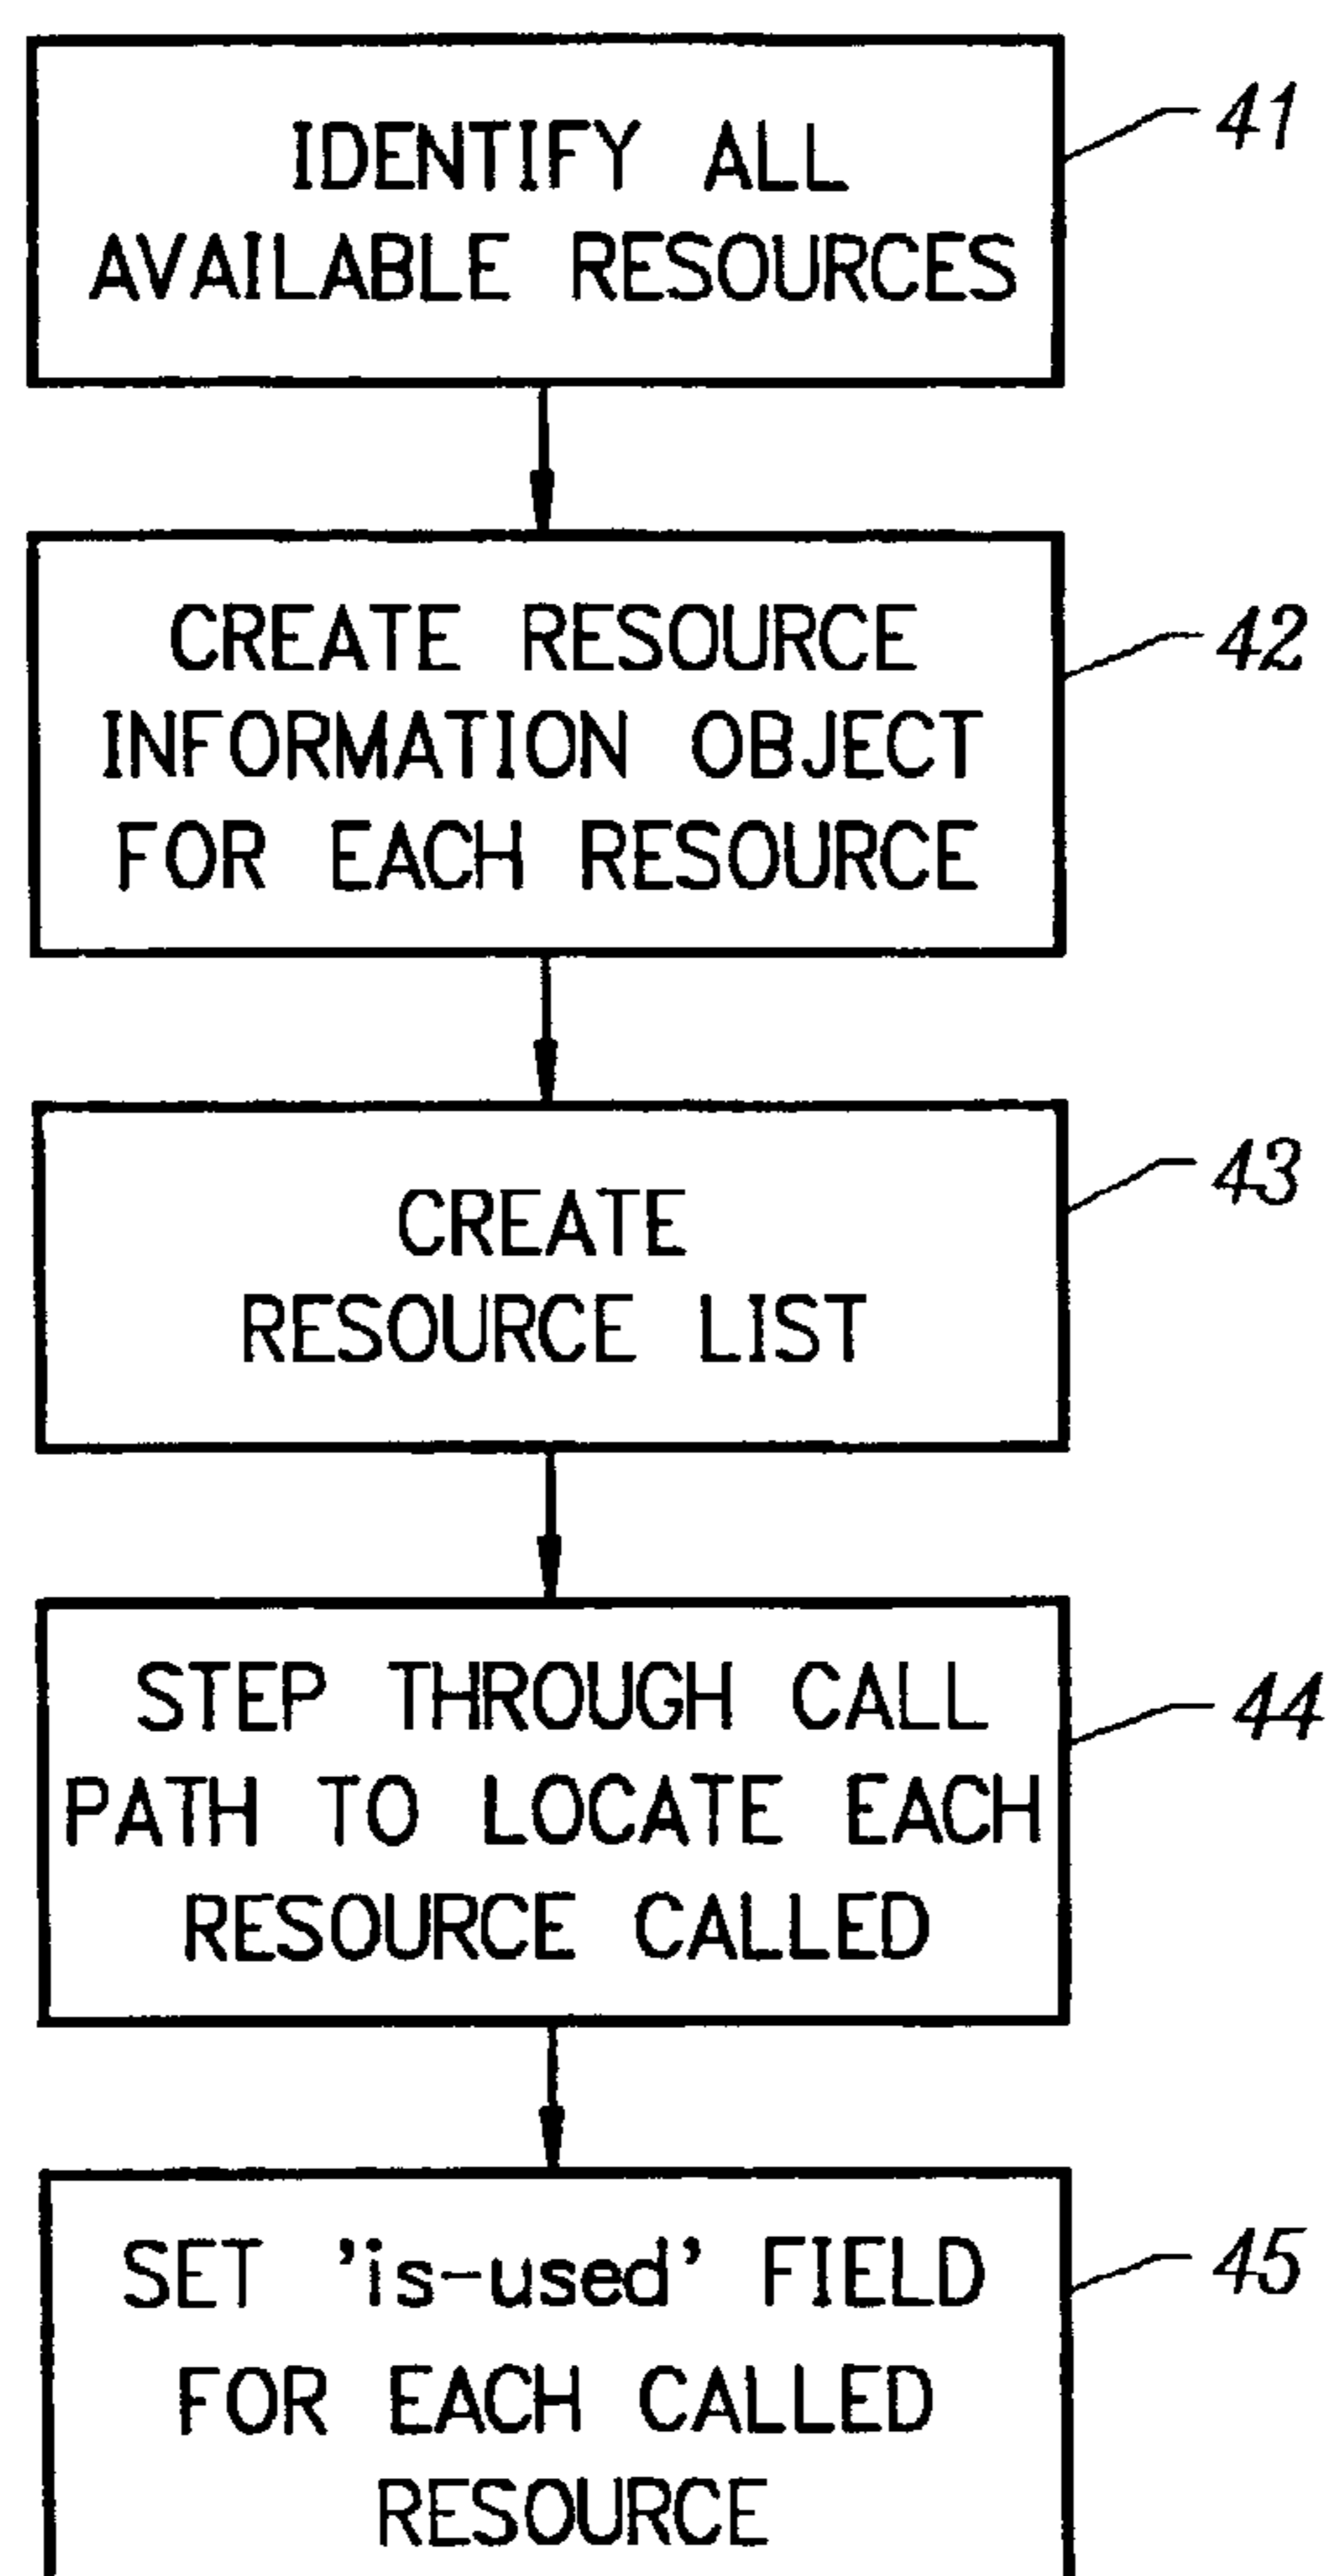 IDENTIFY ALL
AVAILABLE RESOURCES
41
CREATE RESOURCE
INFORMATION OBJECT
FOR EACH RESOURCE
42
CREATE
RESOURCE LIST
43
STEP THROUGH CALL
PATH TO LOCATE EACH
RESOURCE CALLED
44
SET 'is-used' FIELD
FOR EACH CALLED
RESOURCE
45